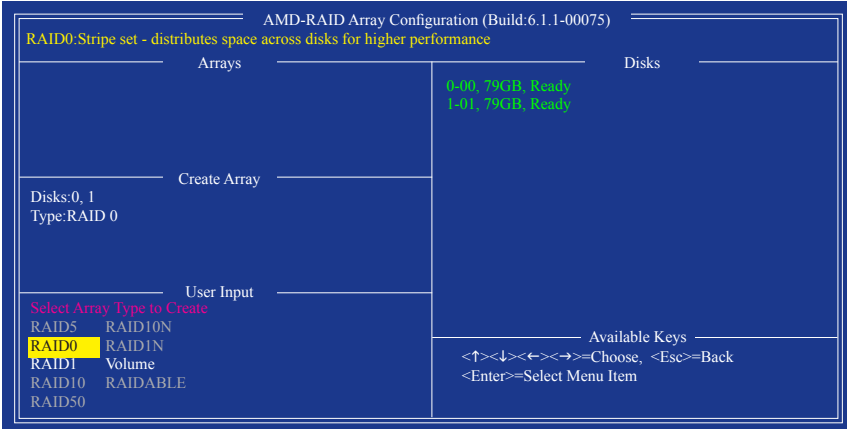 AMD-RAID Array Configuration (Build:6.1.1-00075)
RAID0:Stripe set - distributes space across disks for higher performance
Arrays
Create Array
Disks:0, 1
Type:RAID 0
User Input
Select Array Type to Create
RAID5 RAID10N
RAID0 RAID1N
RAID1 Volume
RAID10 RAIDABLE
RAID50
Disks
0-00, 79GB, Ready
1-01, 79GB, Ready
Available Keys
<↑><↓><←><→>=Choose, <Esc>=Back
<Enter>=Select Menu Item